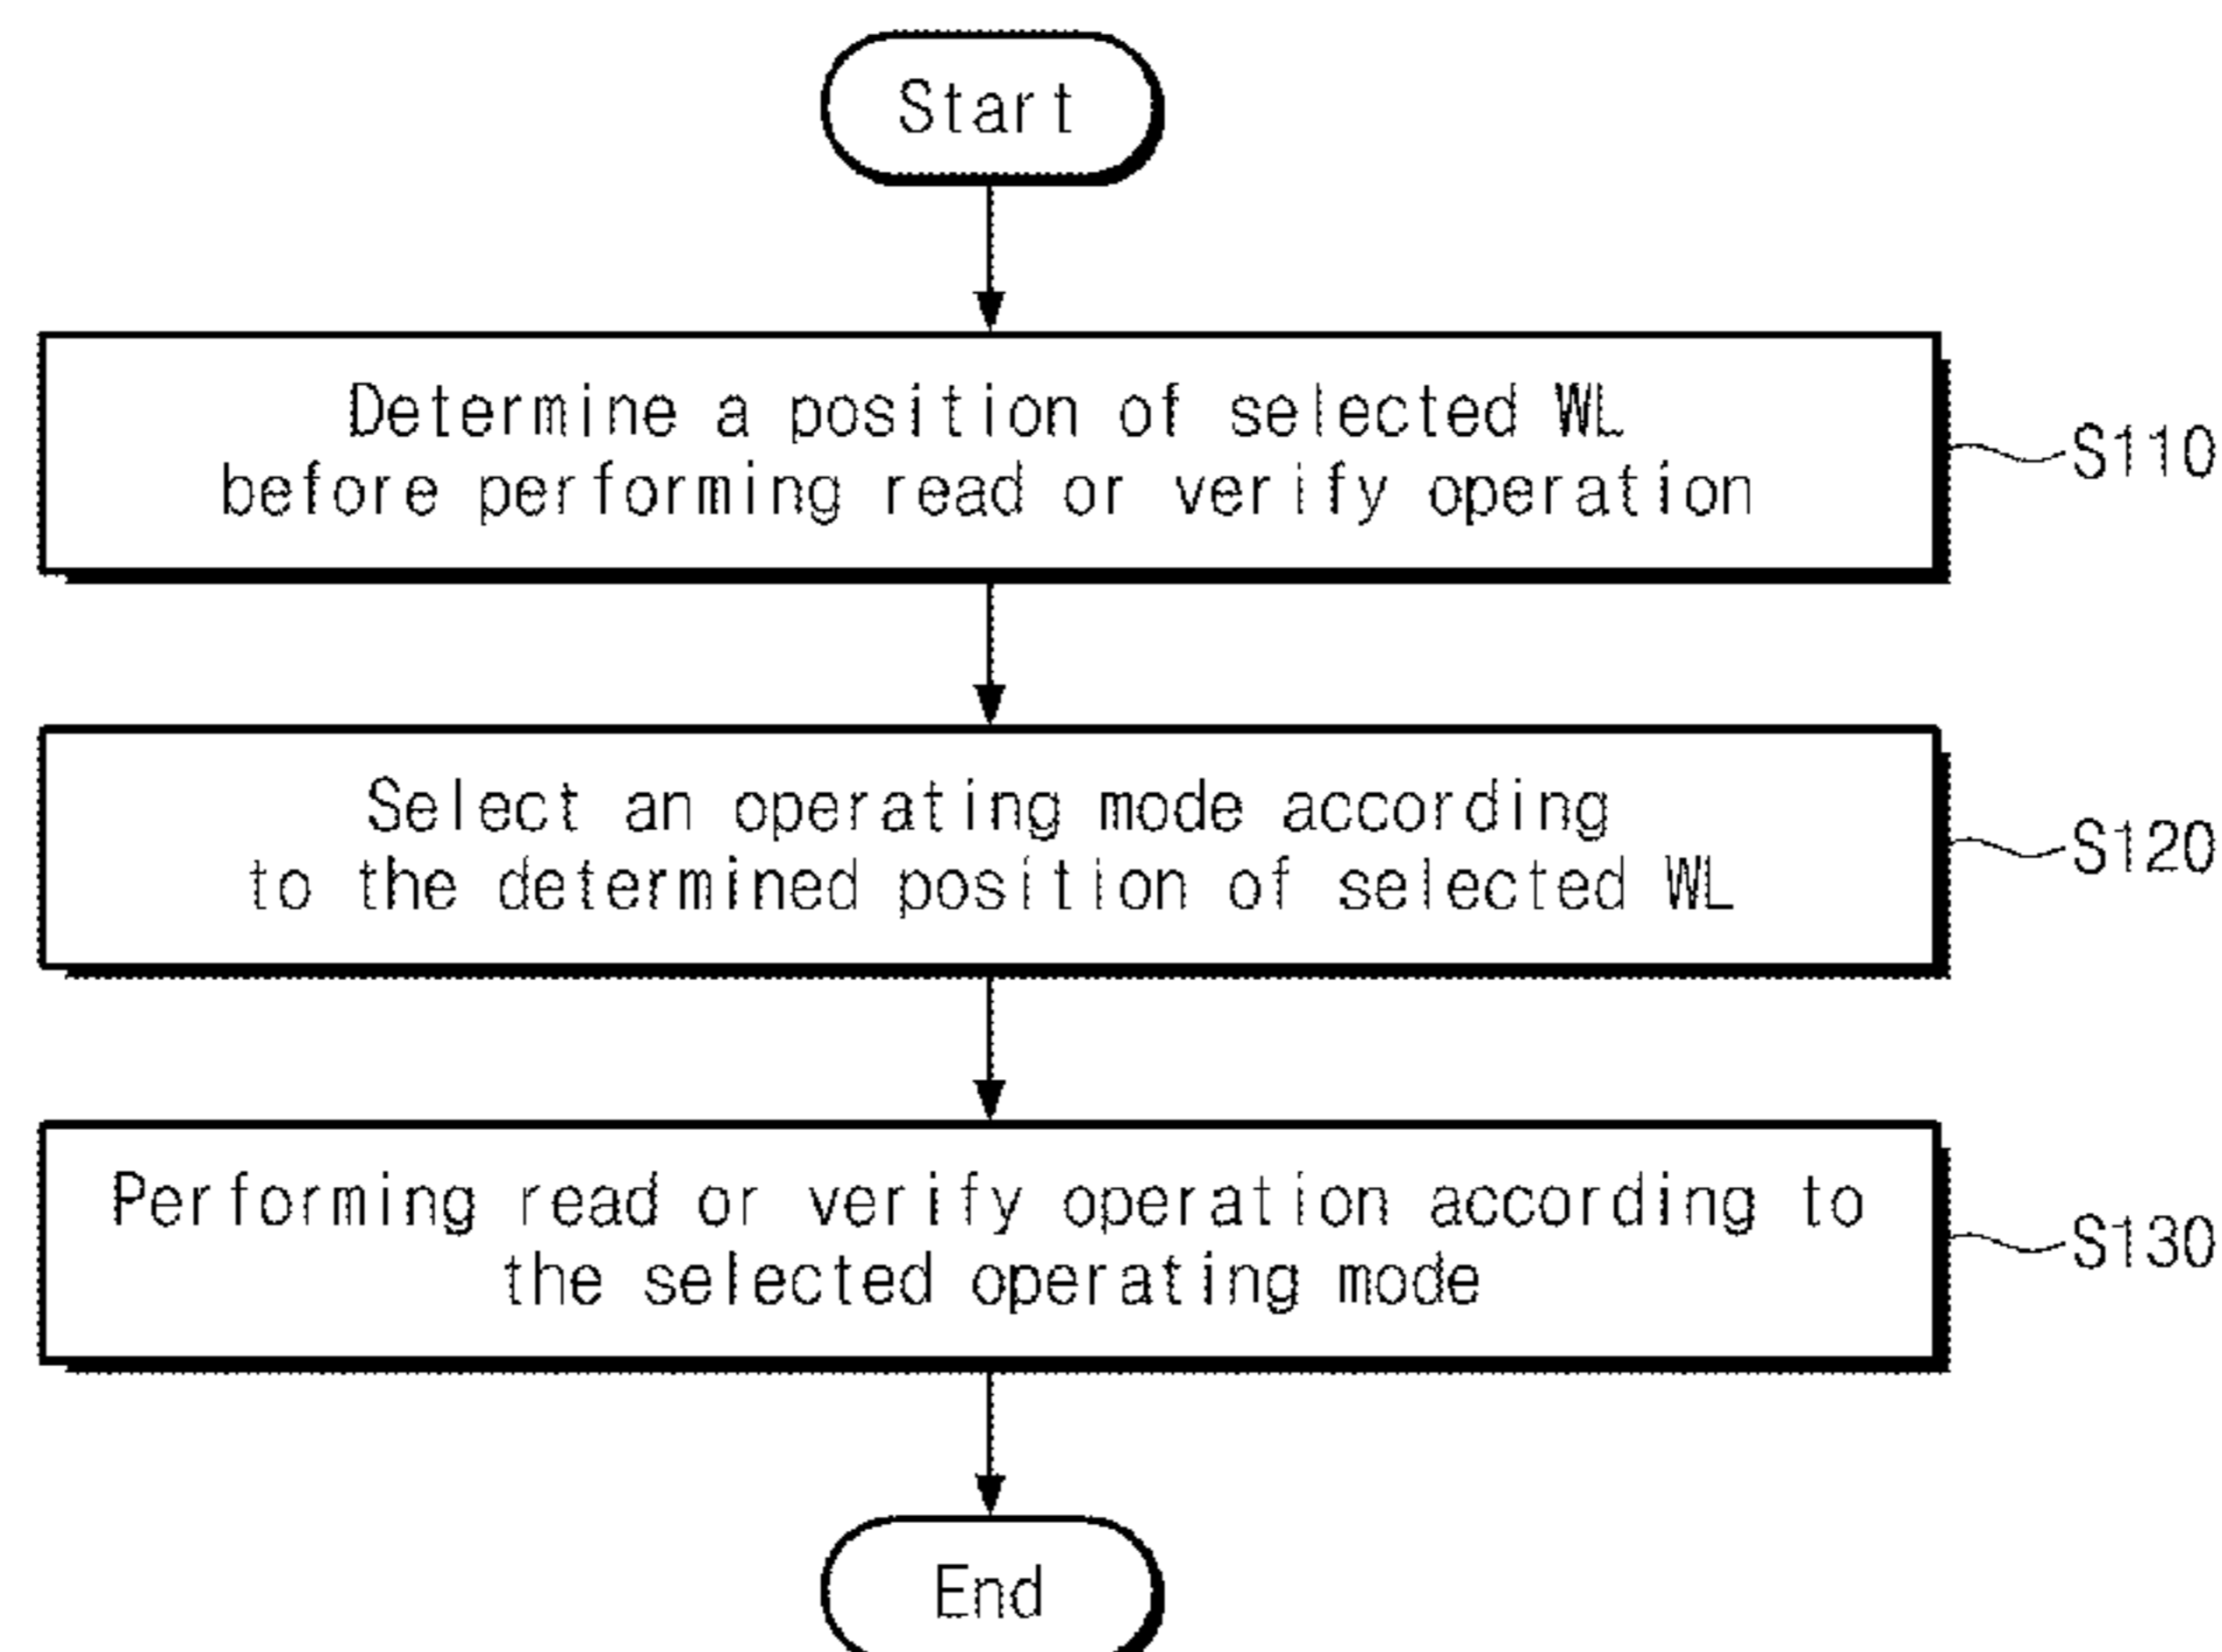 Start
Determine a position of selected WL
before performing read or verify operation
S110
Select an operating mode according
to the determined position of selected WL
S120
Performing read or verify operation according to
the selected operating mode
S130
End